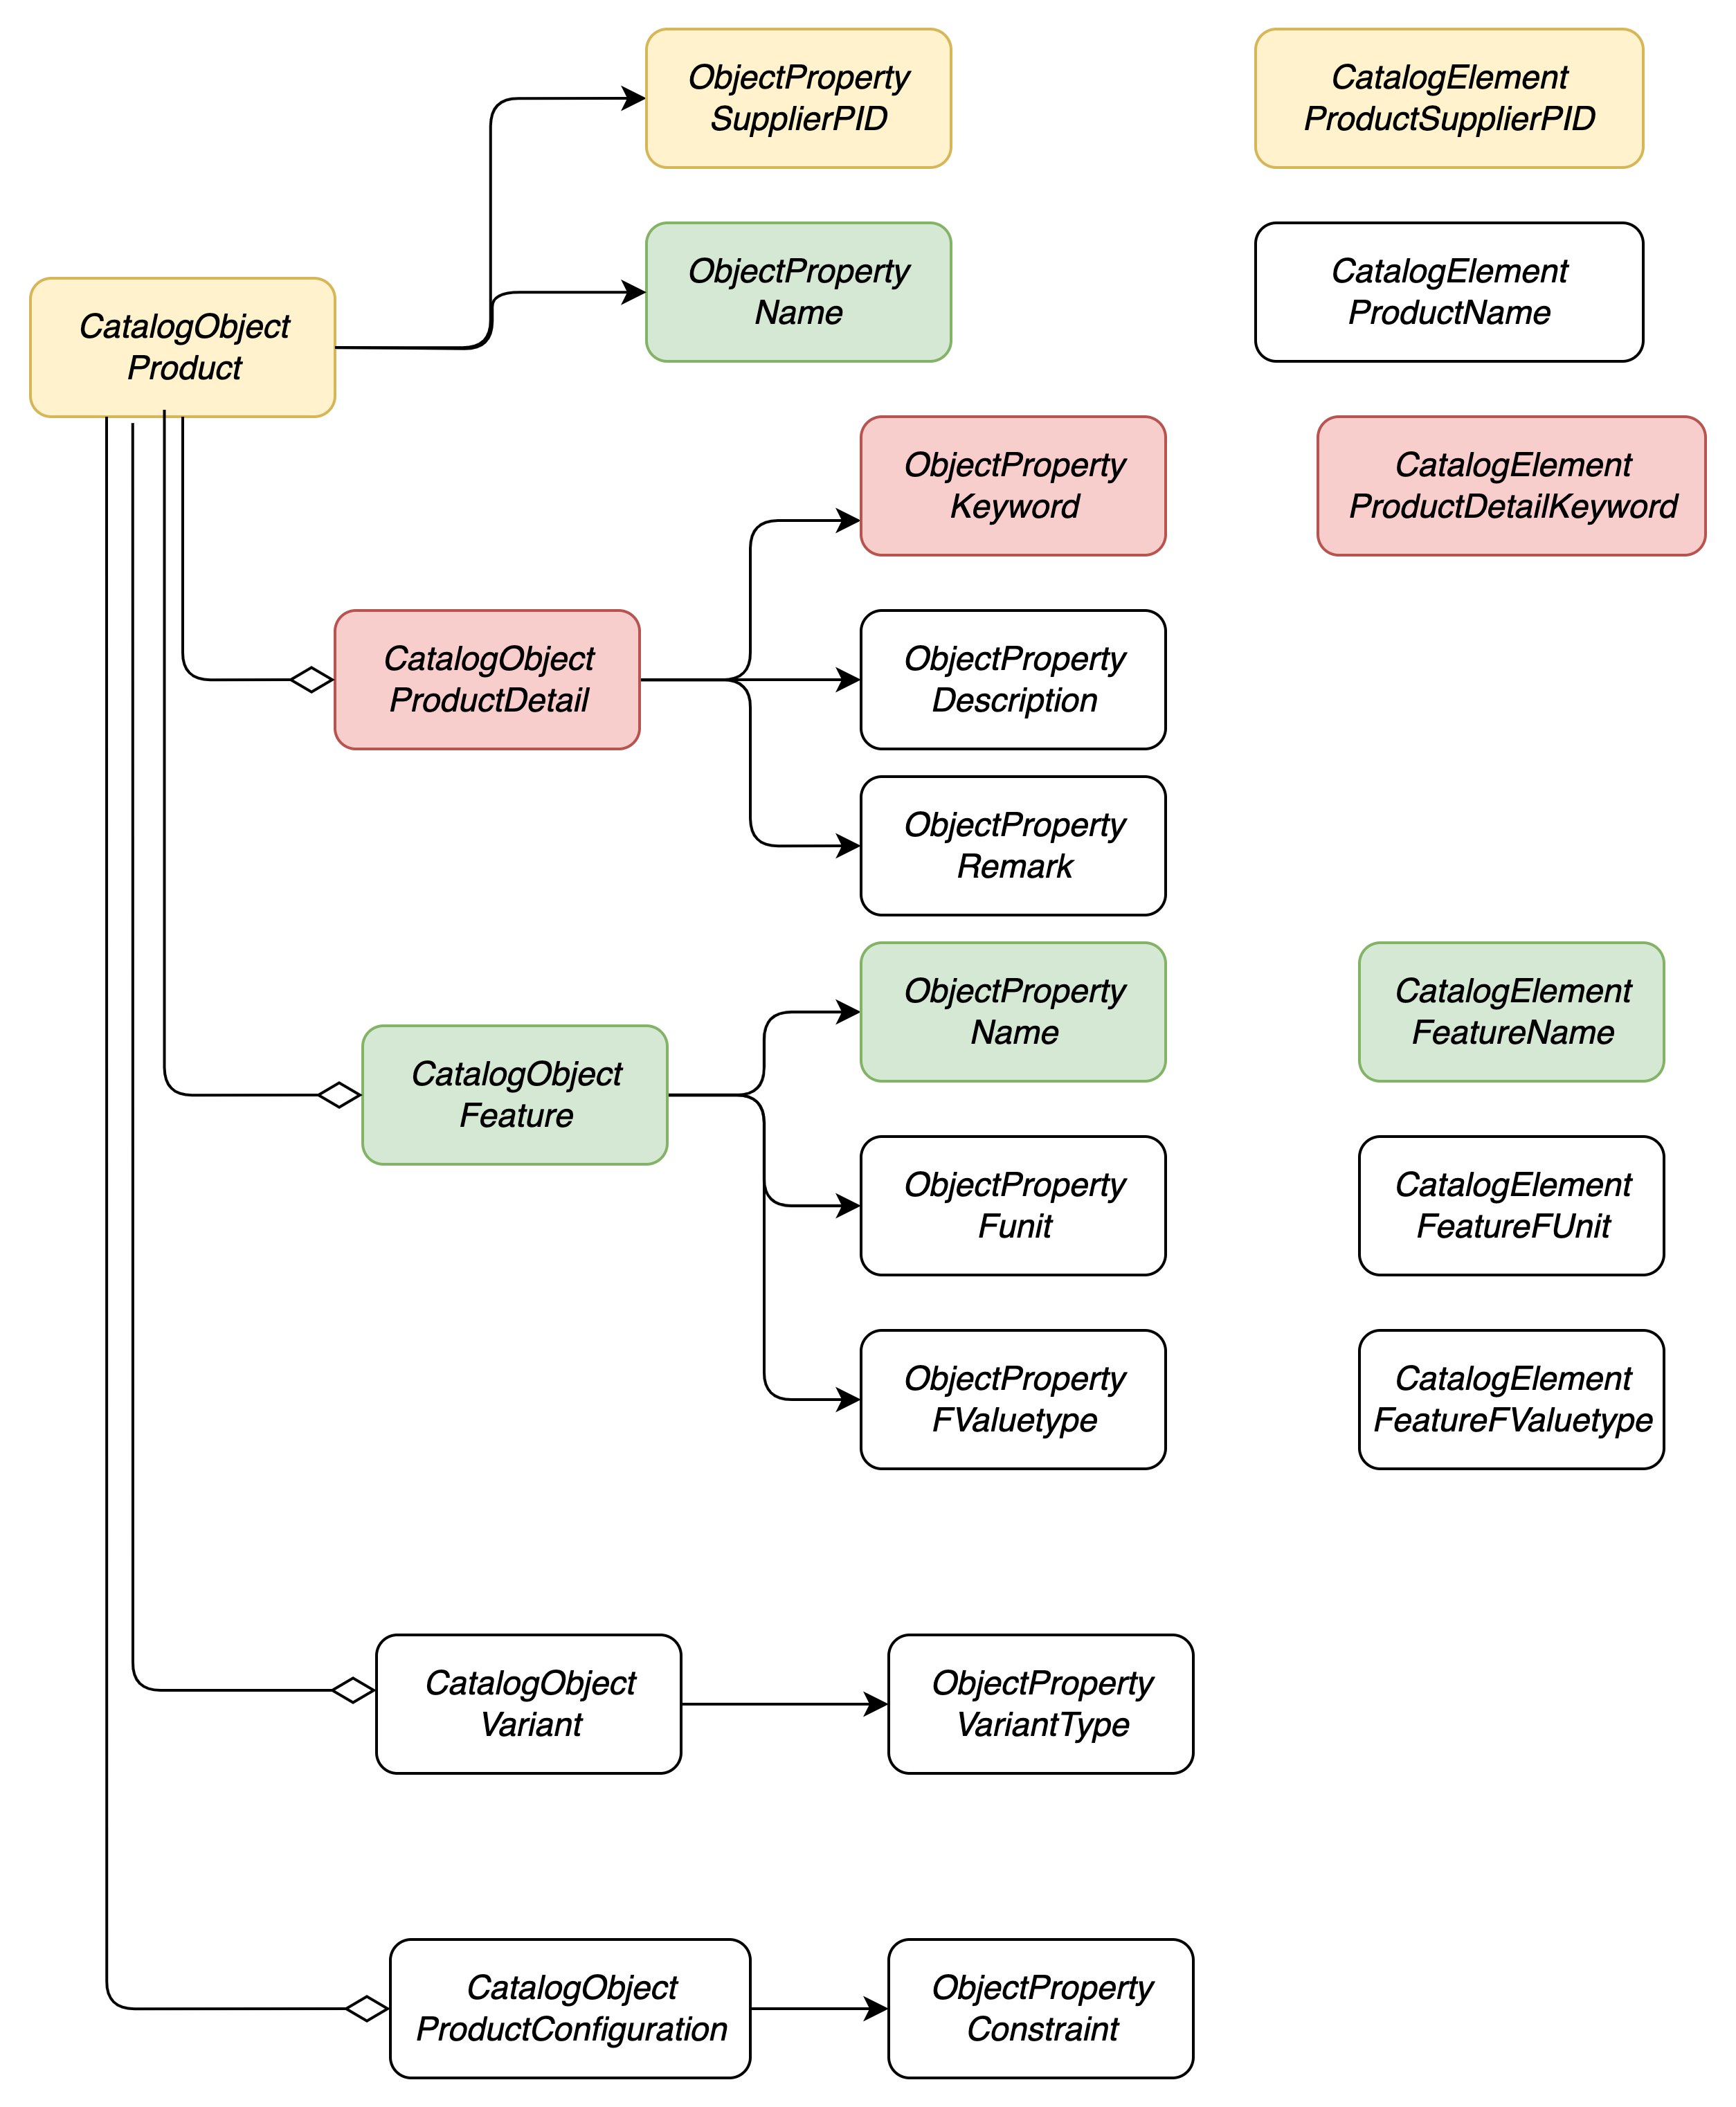 ObjectProperty
SupplierPID
CatalogElement
ProductSupplierPID
ObjectProperty
Name
CatalogElement
ProductName
CatalogObject
Product
ObjectProperty
Keyword
CatalogElement
ProductDetailKeyword
CatalogObject
ProductDetail
ObjectProperty
Description
ObjectProperty
Remark
ObjectProperty
Name
CatalogElement
FeatureName
CatalogObject
Feature
ObjectProperty
Funit
CatalogElement
FeatureFUnit
ObjectProperty
FValuetype
CatalogElement
FeatureFValuetype
CatalogObject
Variant
ObjectProperty
VariantType
CatalogObject
ProductConfiguration
ObjectProperty
Constraint